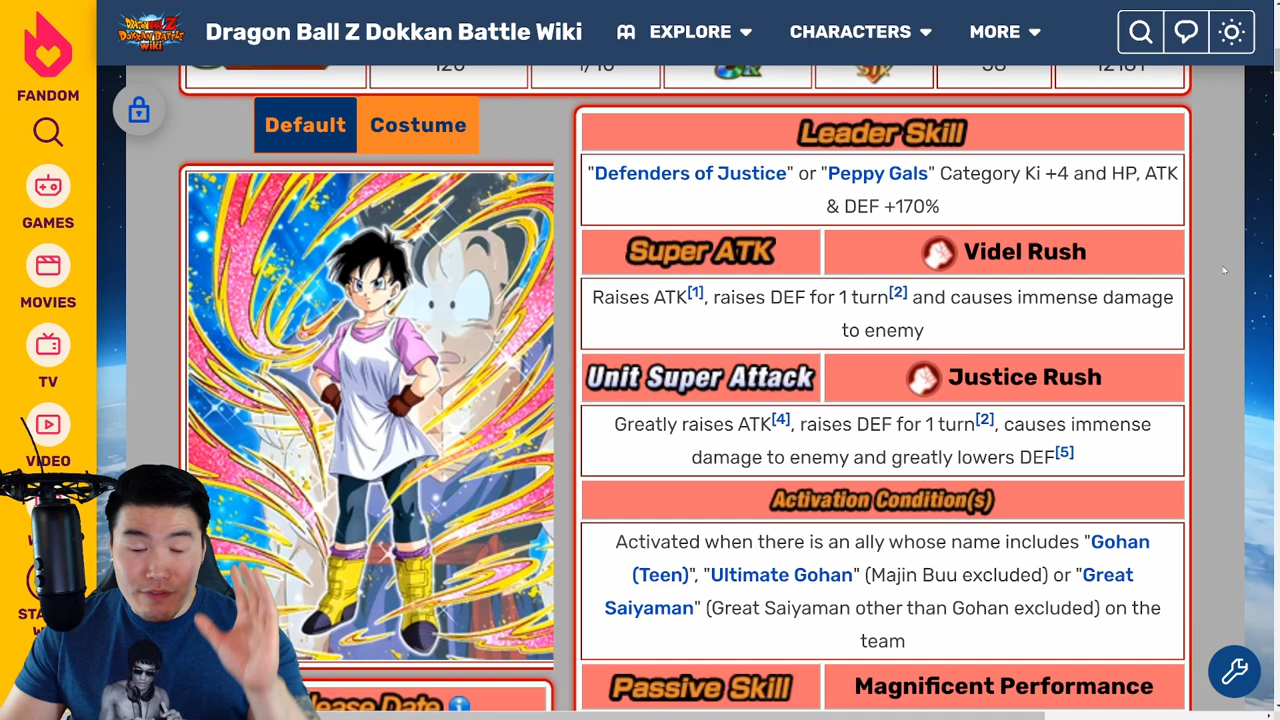 Dragon Ball Z Dokkan Battle Wiki
EXPLORE
CHARACTERS
MORE
FANDOM
GAMES
MOVIES
TV
VIDEO
120
1/10
58
Default
Costume
Leader Skill
"Defenders of Justice" or "Peppy Gals" Category Ki +4 and HP, ATK
& DEF +170%
Super ATK
Videl Rush
Raises ATK[1], raises DEF for 1 turn[2] and causes immense damage
to enemy
Unit Super Attack
Justice Rush
Greatly raises ATK[4], raises DEF for 1 turn[2], causes immense
damage to enemy and greatly lowers DEF[5]
Activation Condition(s)
Activated when there is an ally whose name includes "Gohan
(Teen)", "Ultimate Gohan" (Majin Buu excluded) or "Great
Saiyaman" (Great Saiyaman other than Gohan excluded) on the
team
Passive Skill
Magnificent Performance